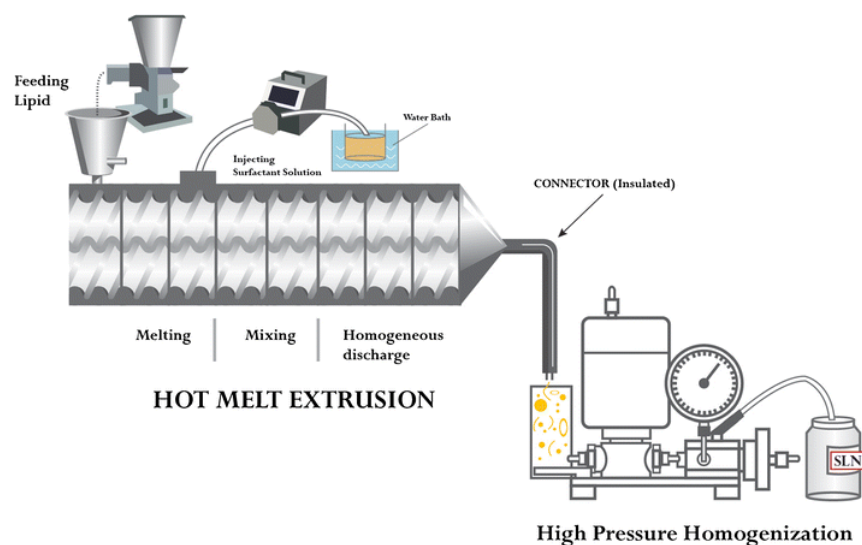 Feeding
Lipid
Water Bath
Injecting
Surfactant Solution
CONNECTOR (Insulated)
Melting
Mixing
Homogeneous
discharge
HOT MELT EXTRUSION
SLN
High Pressure Homogenization